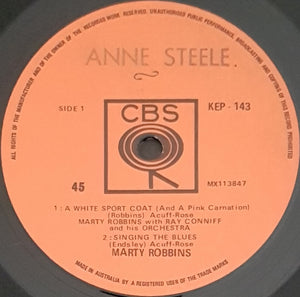 ALL RIGHTS OF THE MANUFACTURER AND OF THE OWNER OF THE RECORDED WORK RESERVED. UNAUTHORISED PUBLIC PERFORMANCE, BROADCASTING AND COPYING OF THIS RECORD PROHIBITED
ANNE STEELE.
SIDE 1
CBS
KEP - 143
45
MX113847
1: A WHITE SPORT COAT (And A Pink Carnation)
(Robbins) Acuff-Rose
MARTY ROBBINS with RAY CONNIFF
and his ORCHESTRA
2: SINGING THE BLUES
(Endsley) Acuff-Rose
MARTY ROBBINS
MADE IN AUSTRALIA BY A REGISTERED USER OF THE TRADE MARKS